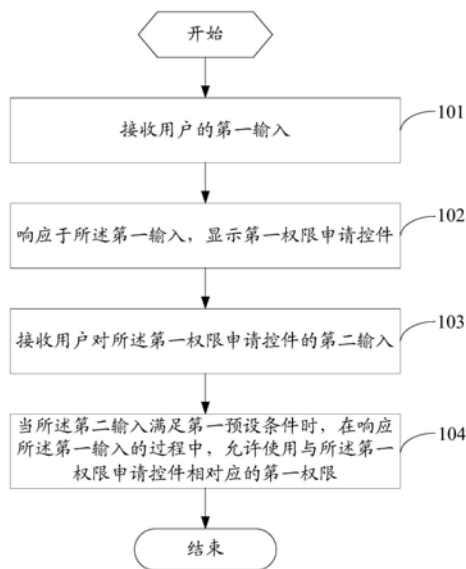 开始
接收用户的第一输入
101
响应于所述第一输入，显示第一权限申请控件
102
接收用户对所述第一权限申请控件的第二输入
103
当所述第二输入满足第一预设条件时，在响应
所述第一输入的过程中，允许使用与所述第一
权限申请控件相对应的第一权限
104
结束